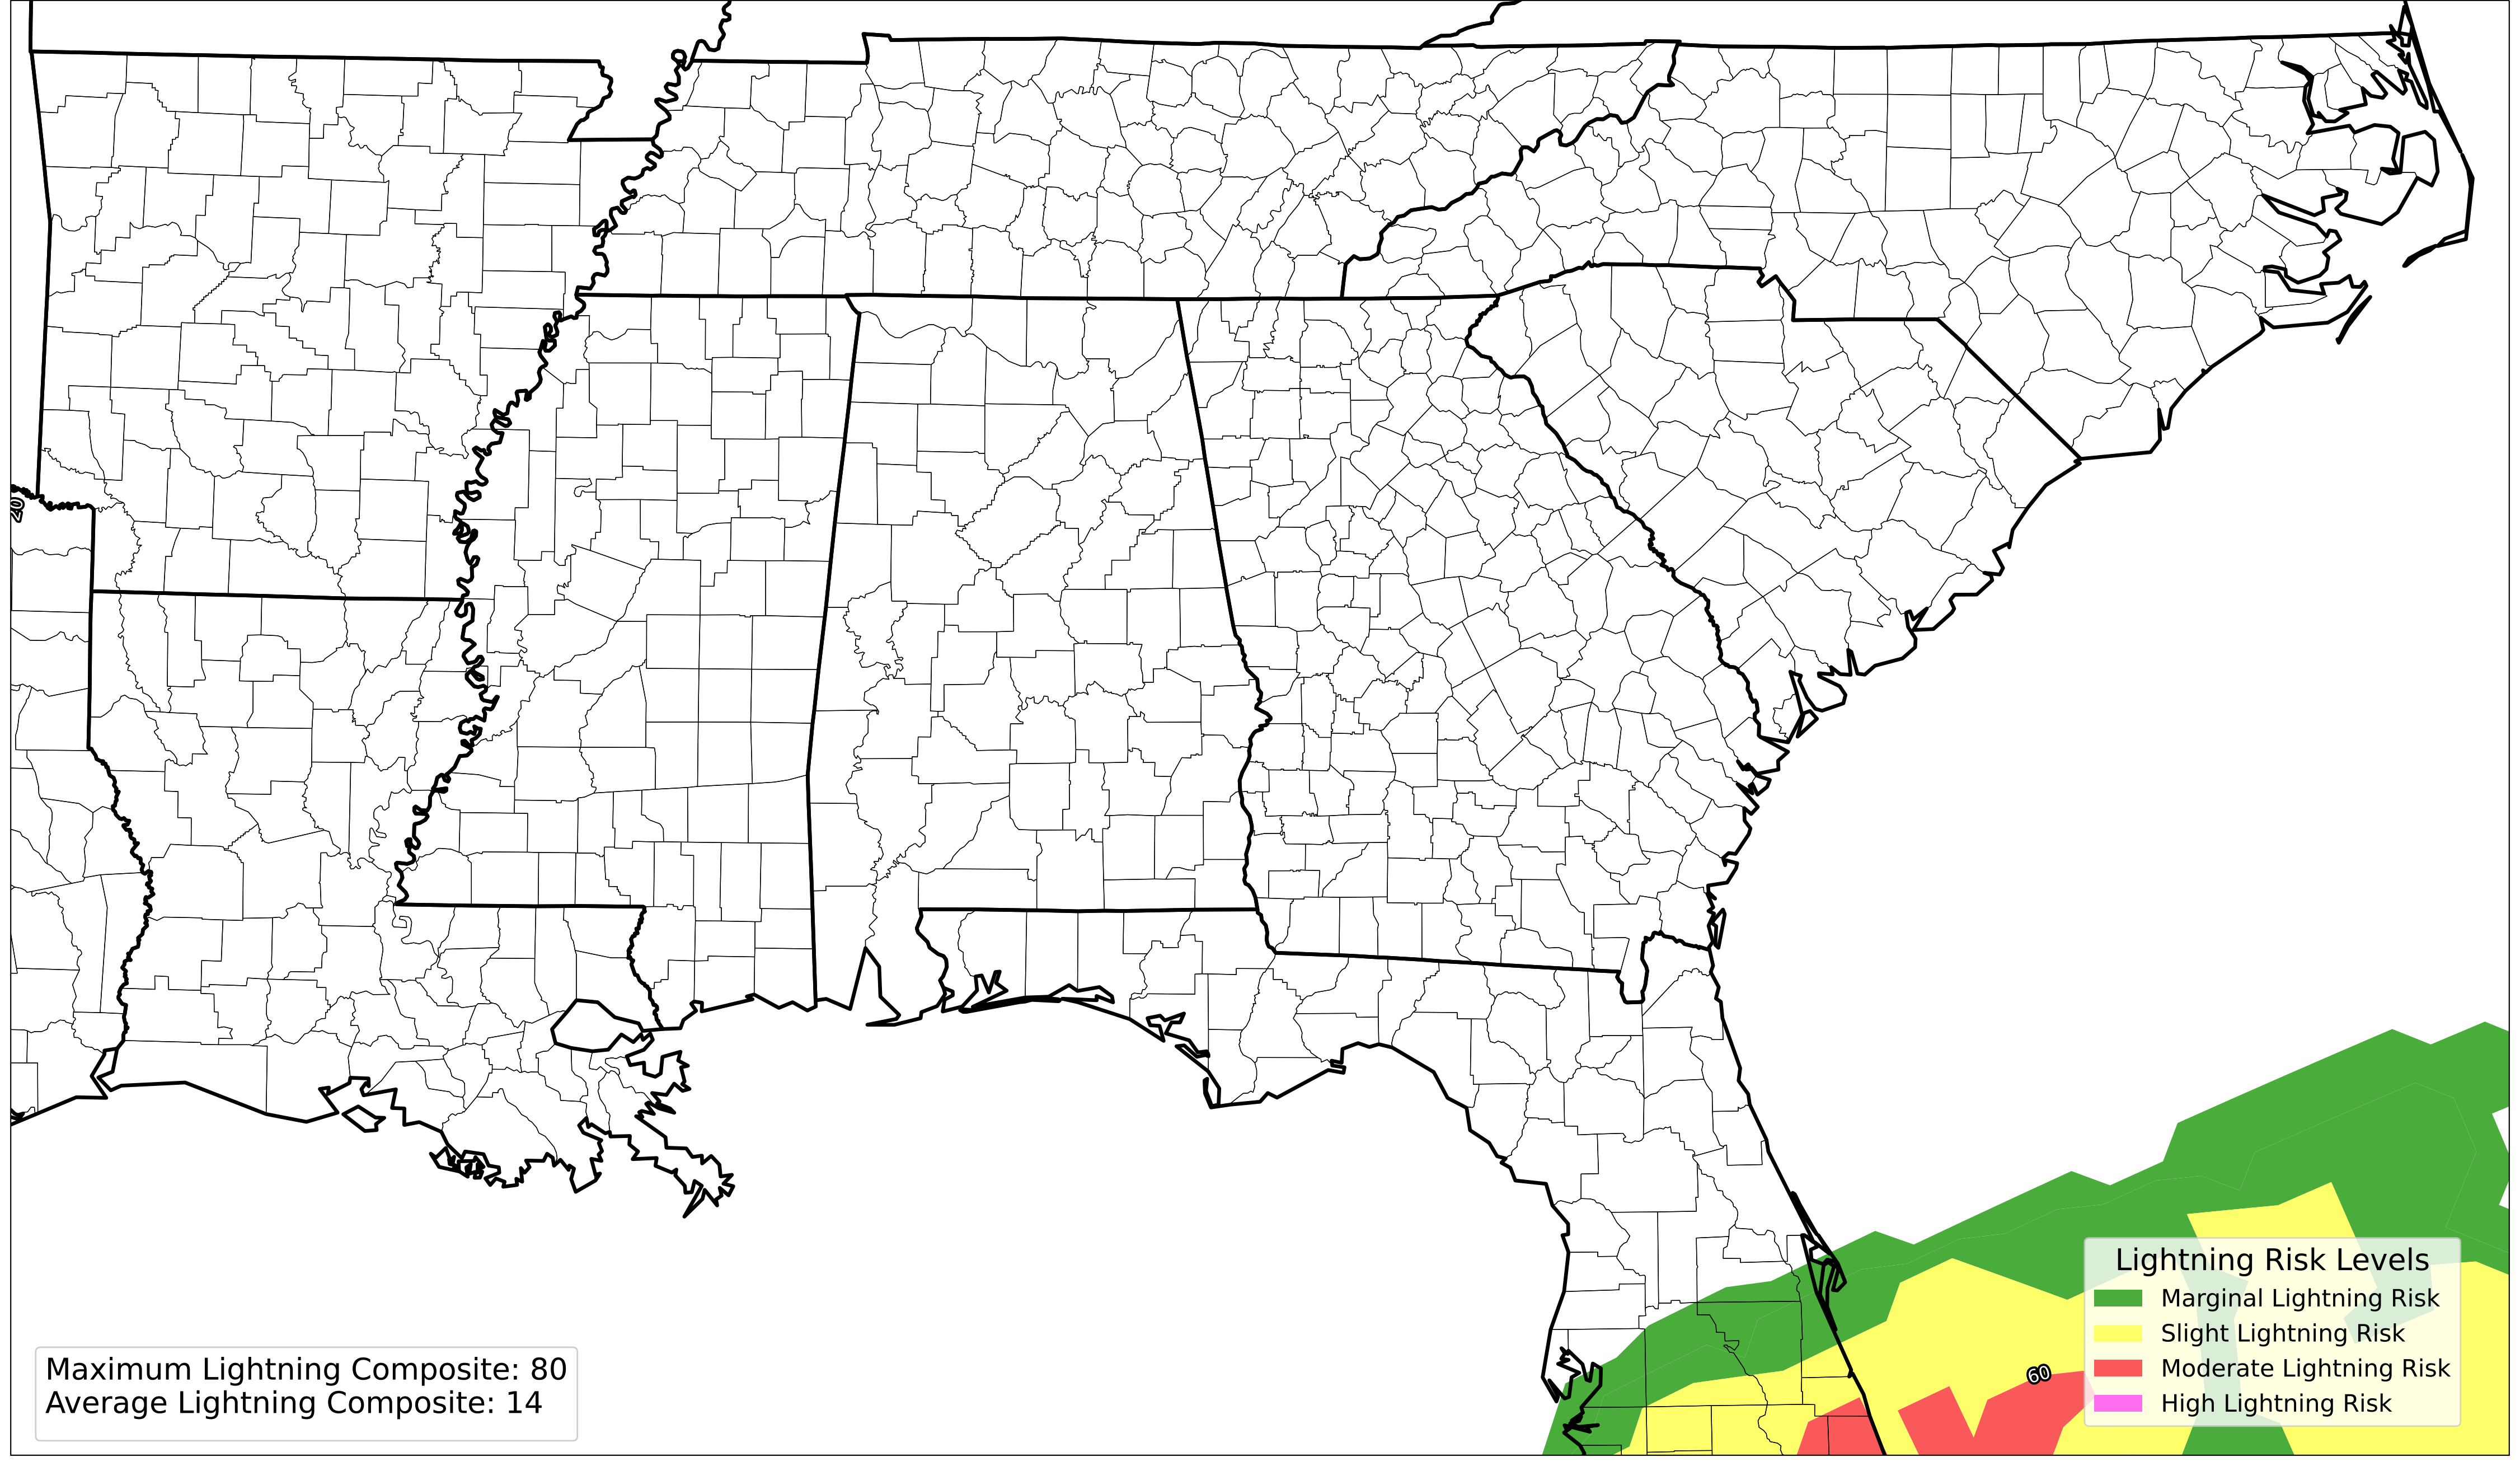 20
60
Lightning Risk Levels
Marginal Lightning Risk
Slight Lightning Risk
Moderate Lightning Risk
High Lightning Risk
Maximum Lightning Composite: 80
Average Lightning Composite: 14